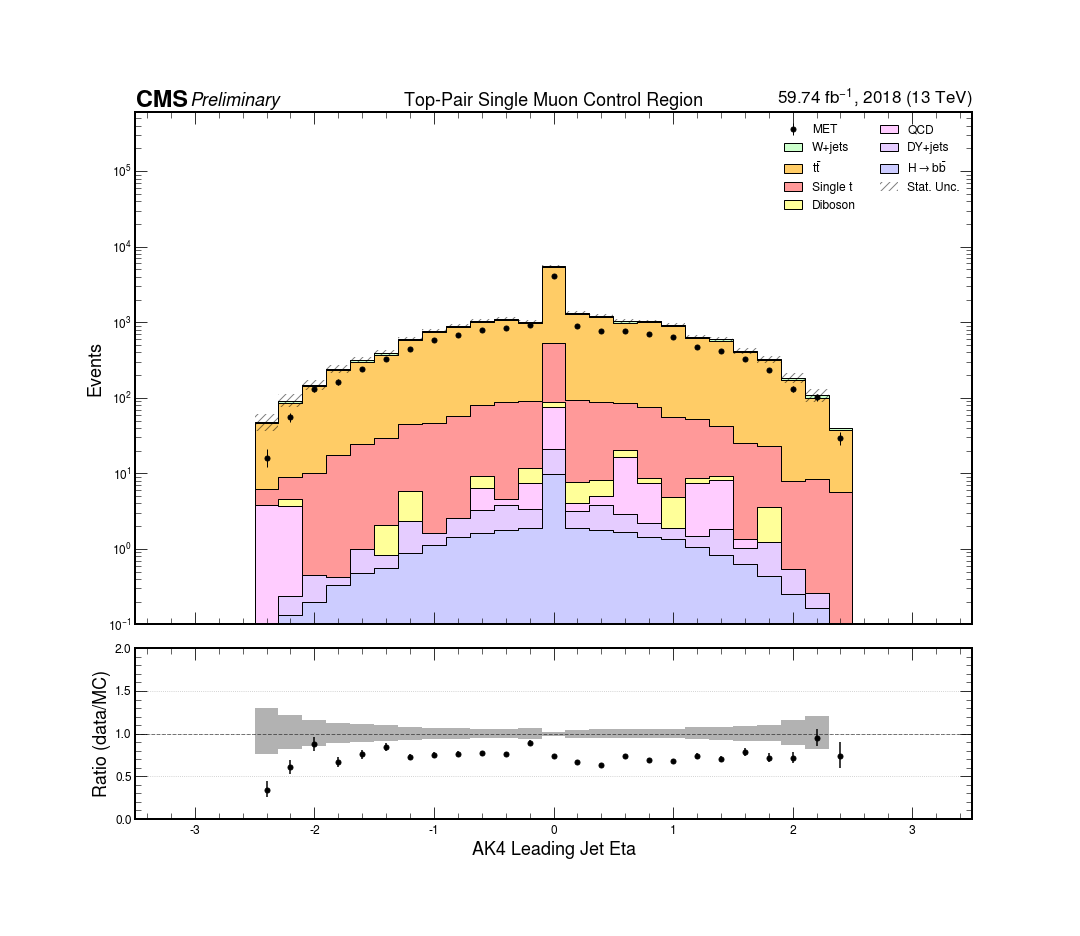 CMS Preliminary
Top-Pair Single Muon Control Region
59.74 fb⁻¹, 2018 (13 TeV)
MET
W+jets
tt̄
Single t
Diboson
QCD
DY+jets
H→bb̄
Stat. Unc.
Events
10⁵
10⁴
10³
10²
10¹
10⁰
10⁻¹
Ratio (data/MC)
2.0
1.5
1.0
0.5
0.0
-3 -2 -1 0 1 2 3
AK4 Leading Jet Eta